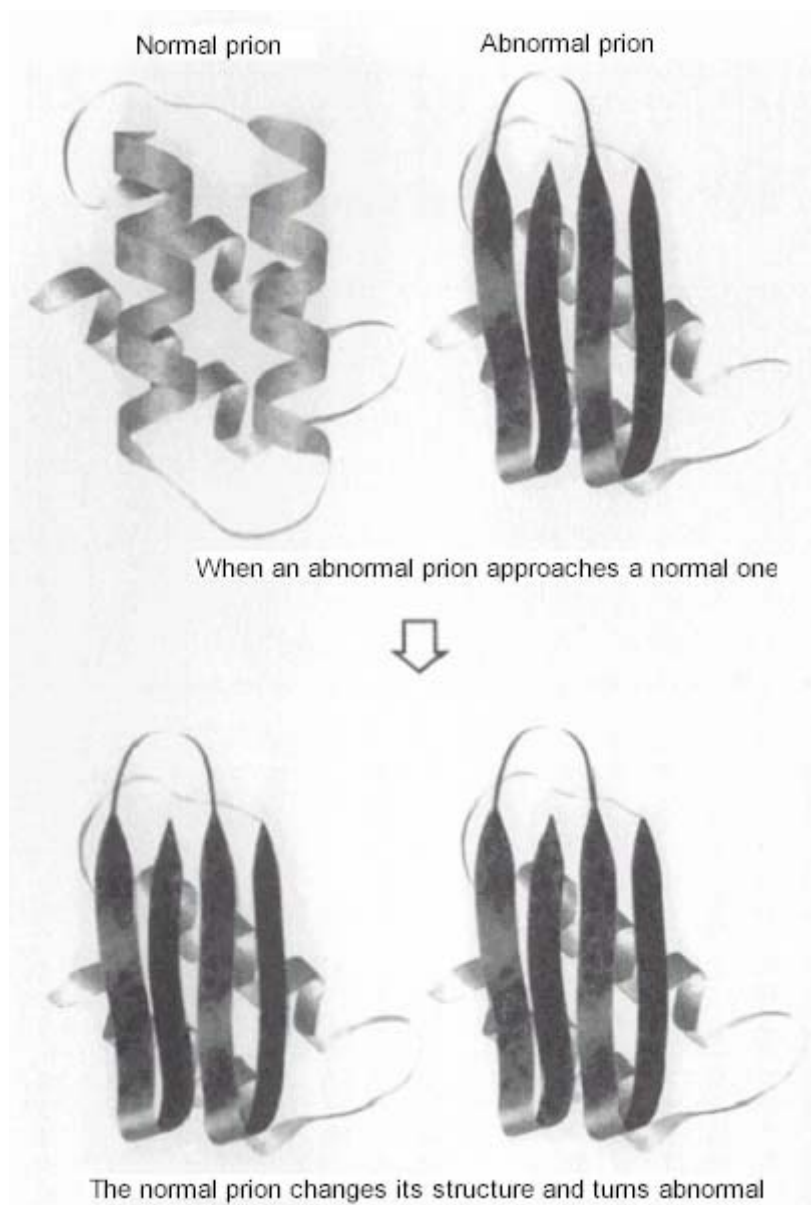 Normal prion
Abnormal prion
When an abnormal prion approaches a normal one
The normal prion changes its structure and turns abnormal